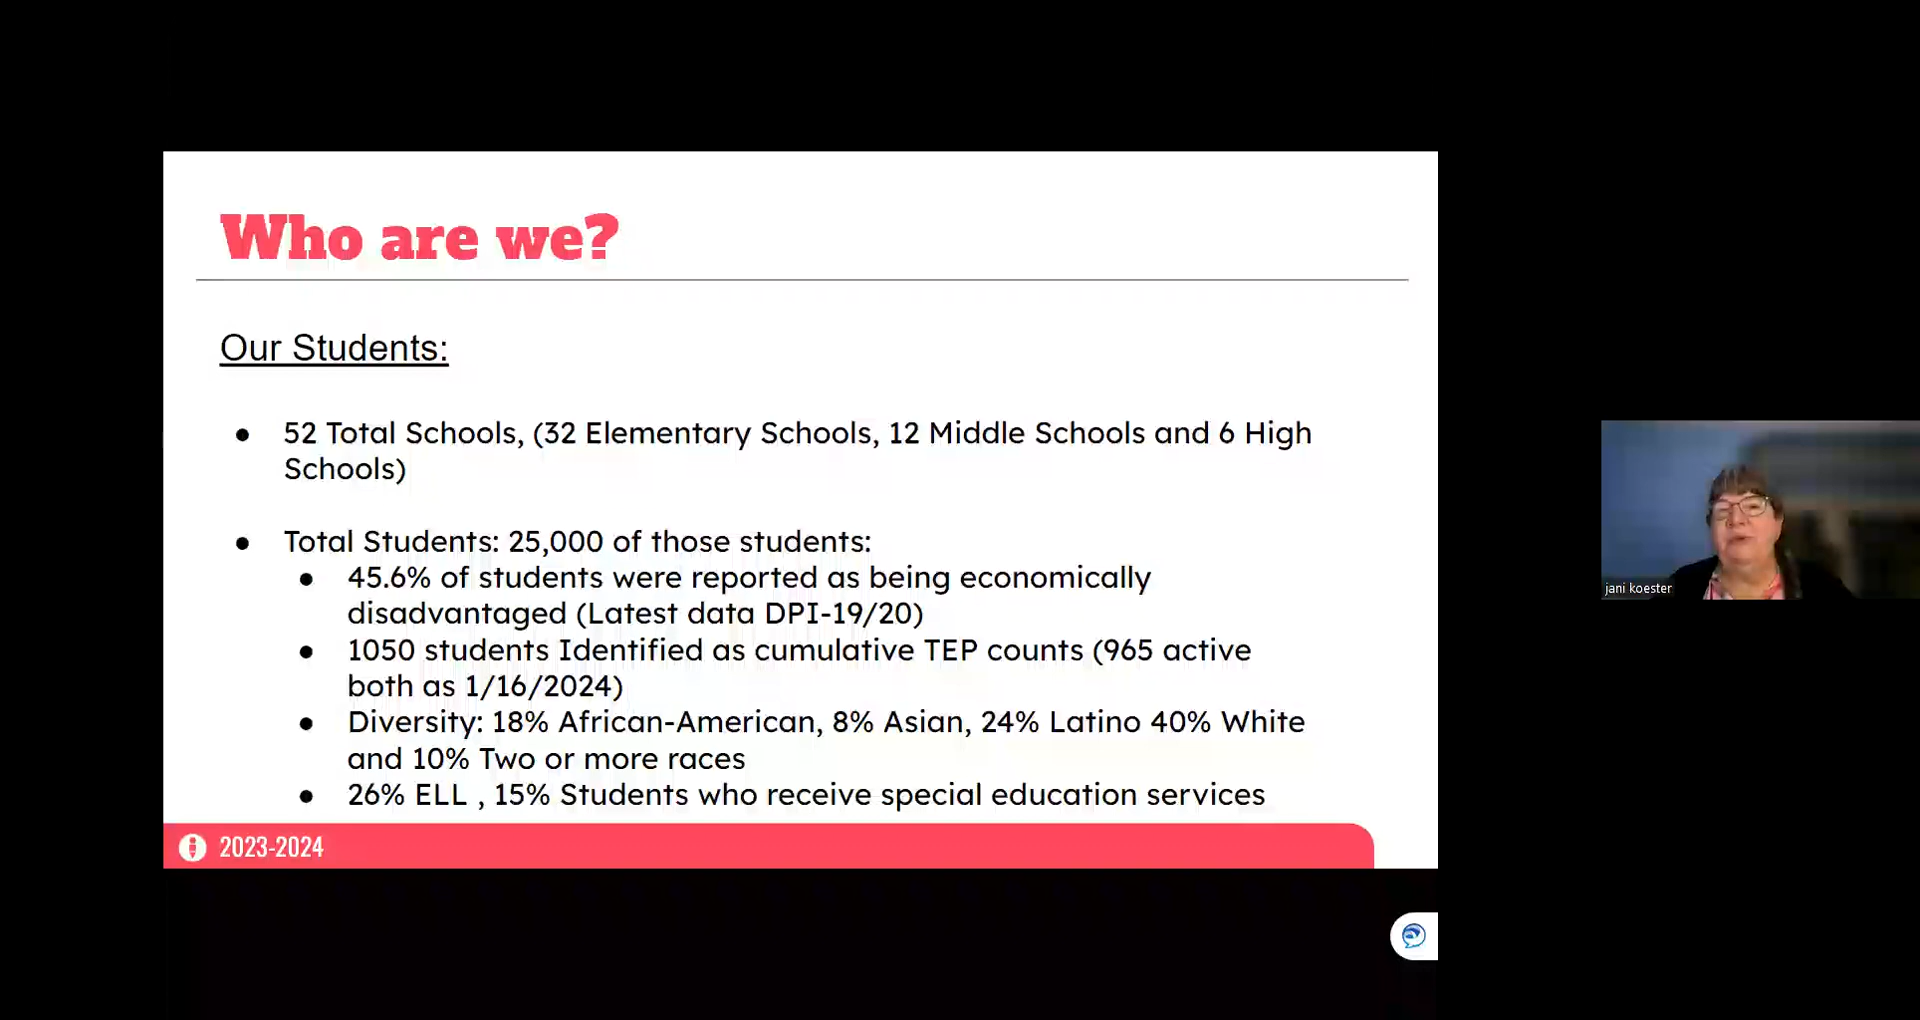 Who are we?
Our Students:
● 52 Total Schools, (32 Elementary Schools, 12 Middle Schools and 6 High
Schools)
● Total Students: 25,000 of those students:
● 45.6% of students were reported as being economically
disadvantaged (Latest data DPI-19/20)
● 1050 students Identified as cumulative TEP counts (965 active
both as 1/16/2024)
● Diversity: 18% African-American, 8% Asian, 24% Latino 40% White
and 10% Two or more races
● 26% ELL , 15% Students who receive special education services
2023-2024
jani koester